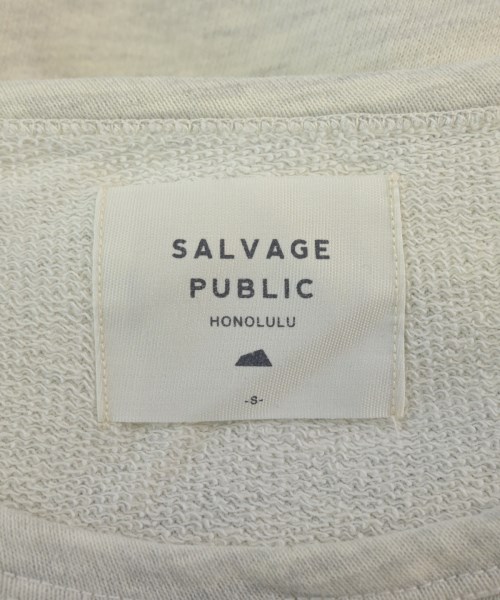 SALVAGE
PUBLIC
HONOLULU
-S-